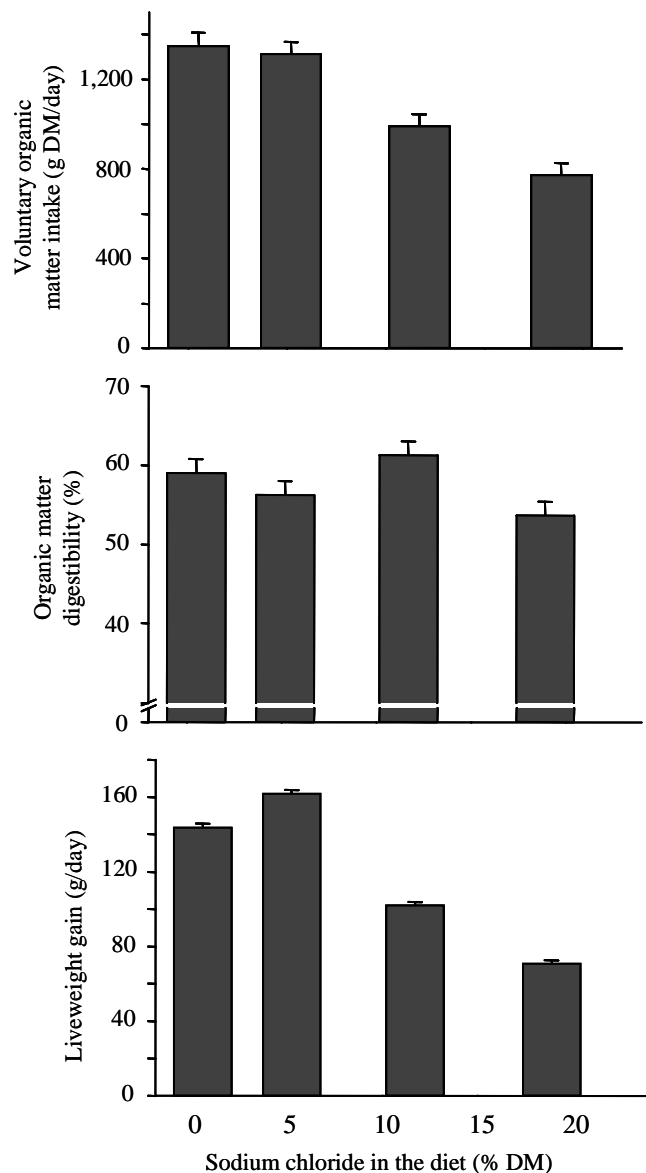 Voluntary organic
matter intake (g DM/day)
1,200
800
400
0
Organic matter
digestibility (%)
70
60
50
40
0
Liveweight gain (g/day)
160
120
80
40
0
0 5 10 15 20
Sodium chloride in the diet (% DM)